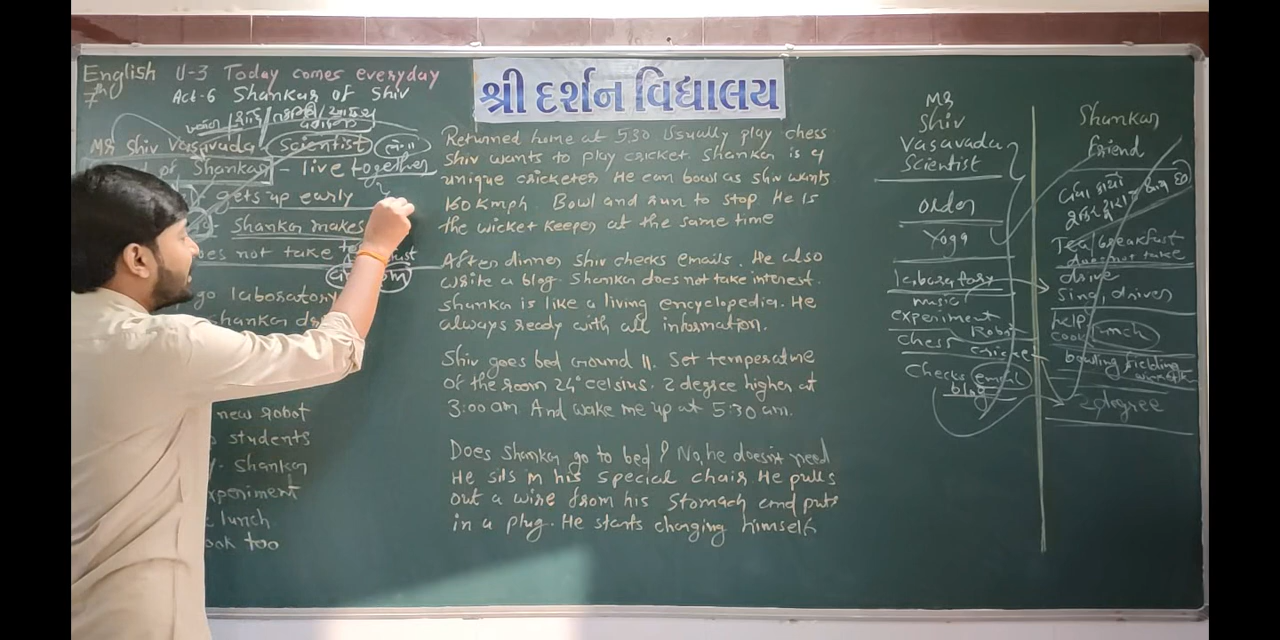 English U-3 Today comes everyday
7th Act-6 Shankar of Shiv
શ્રી દર્શન વિદ્યાલય
Mr Shiv Vasavada Scientist
of Shankar - live together
gets up early
Shankar makes
does not take
go laboratory
Shankar
new robot
students
Shankar
experiment
lunch
too
Returned home at 5:30 Usually play chess
Shiv wants to play cricket. Shankar is a
unique cricketer He can bowl as Shiv wants
160 kmph Bowl and run to stop He is
the wicket keeper at the same time
After dinner Shiv checks emails. He also
write a blog. Shankar does not take interest.
Shankar is like a living encyclopedia. He
always ready with all information.
Shiv goes bed around 11. Set temperature
of the room 24° celsius. 2 degree higher at
3:00 am. And wake me up at 5:30 am.
Does Shankar go to bed? No, he doesn't need
He sits in his special chair. He pulls
out a wire from his stomach and puts
in a plug. He starts charging himself
Mr
Shiv
Vasavada
Scientist
order
Yoga
laboratary
music
experiment
Robot
chess
cricke
checks email
blog
Shankar
friend
Tea, breakfast
does not take
drive
Sing, driver
help
cook lunch
bowling fielding
2 degree